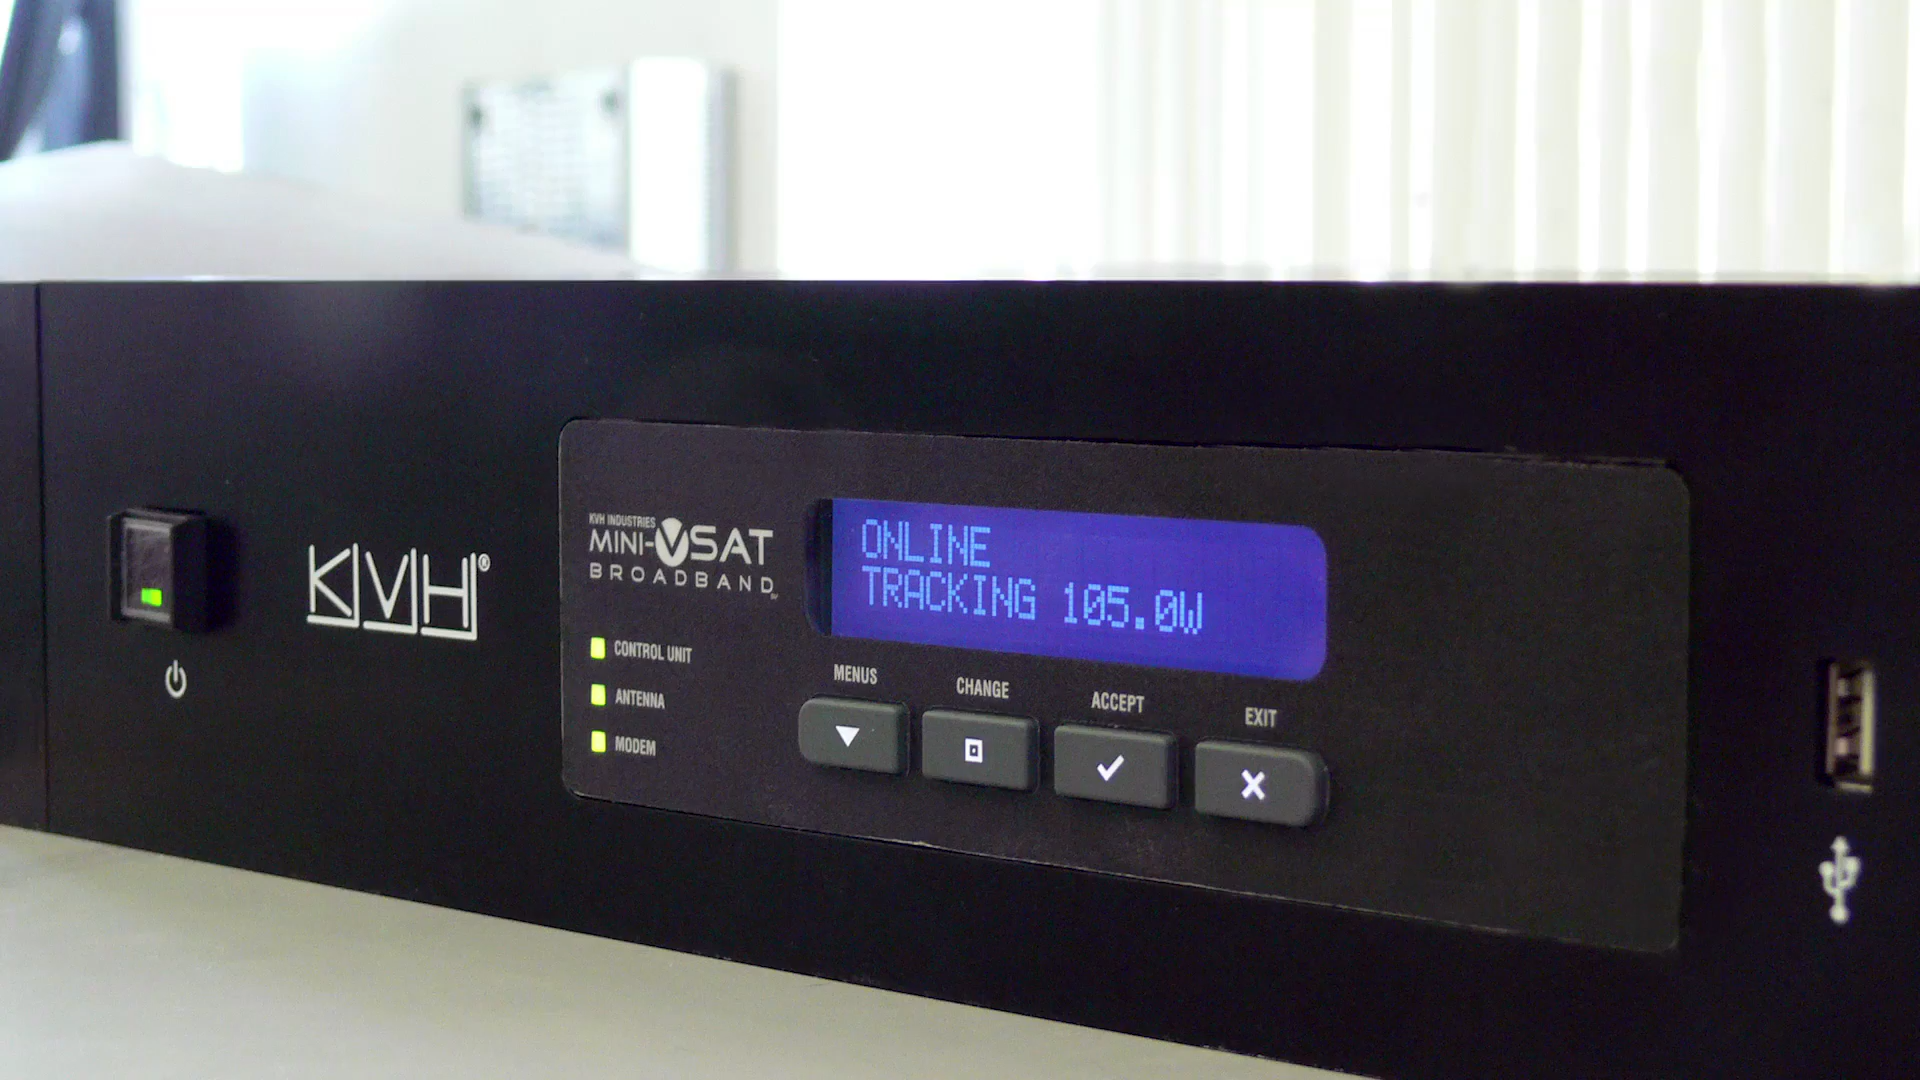 KVH®
KVH INDUSTRIES
MINI-VSAT
BROADBAND
ONLINE
TRACKING 105.0W
CONTROL UNIT
ANTENNA
MODEM
MENUS
CHANGE
ACCEPT
EXIT